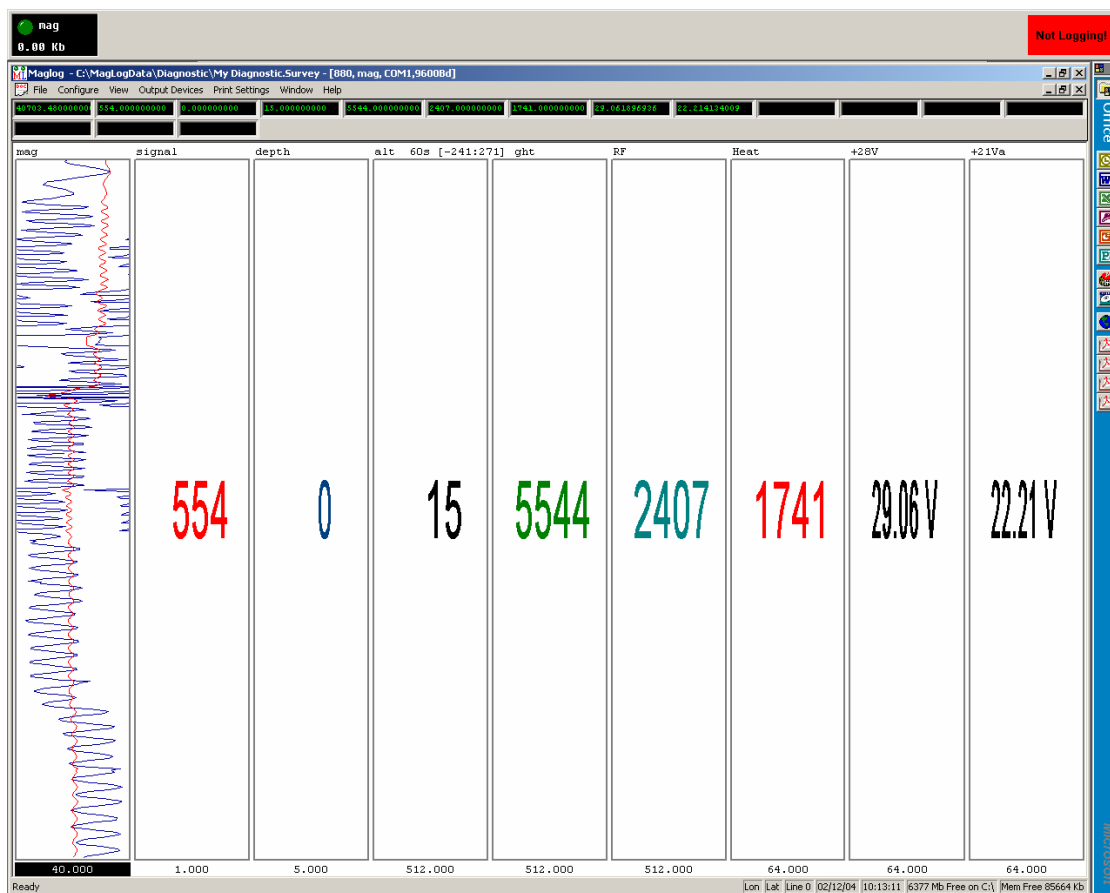 mag
0.00 Kb
Not Logging!
Maglog - C:\MagLogData\Diagnostic\My Diagnostic.Survey - [880, mag, COM1,9600Bd]
File Configure View Output Devices Print Settings Window Help
40703.480000000 554.000000000 0.000000000 15.000000000 5544.000000000 2407.000000000 1741.000000000 29.061896936 22.214134009
mag signal depth alt 60s [-241:271] ght RF Heat +28V +21Va
554 0 15 5544 2407 1741 29.06 V 22.21 V
40.000 1.000 5.000 512.000 512.000 512.000 64.000 64.000 64.000
Ready Lon Lat Line 0 02/12/04 10:13:11 6377 Mb Free on C:\ Mem Free 85664 Kb
Office
Microsoft